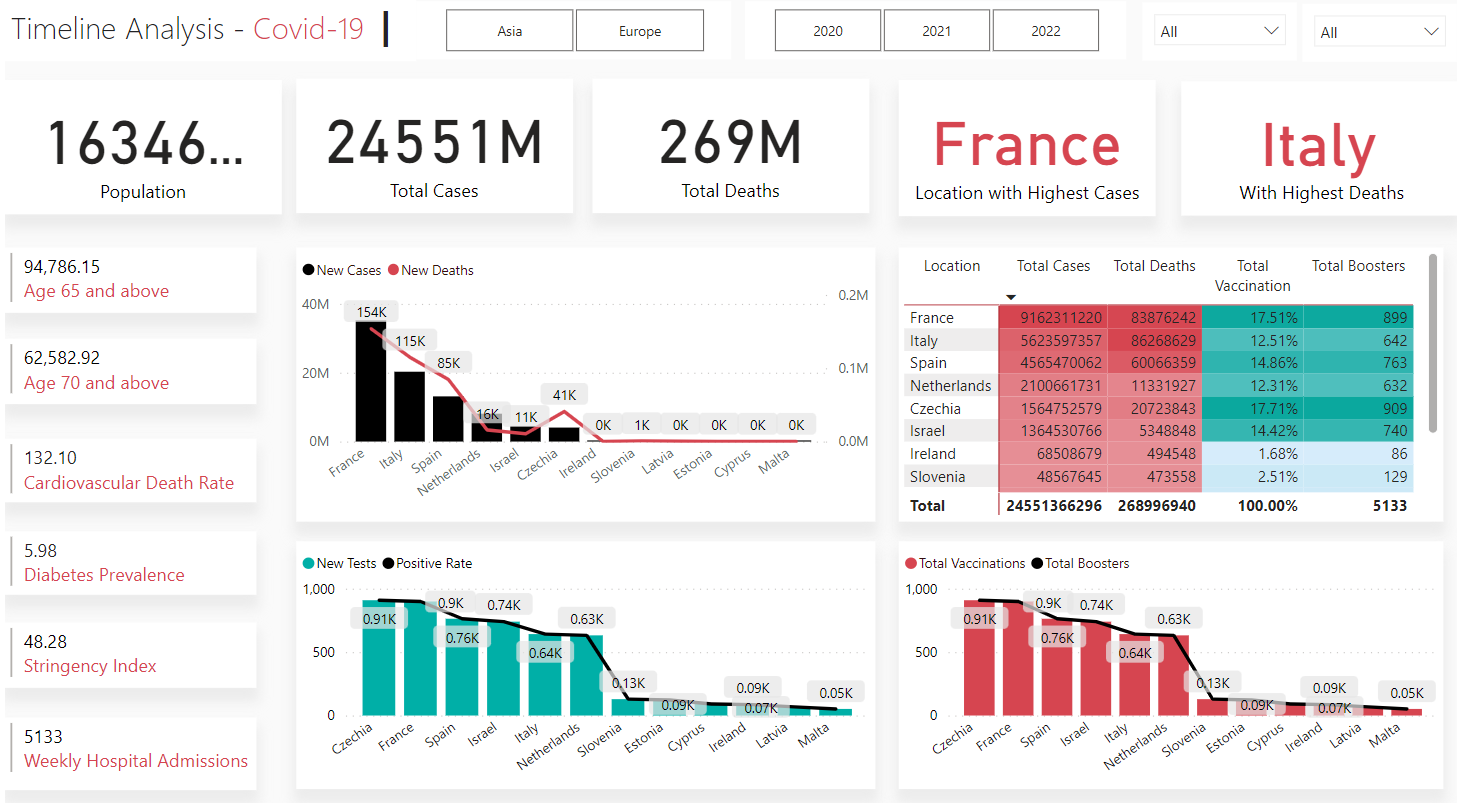 Timeline Analysis - Covid-19
Asia
Europe
2020
2021
2022
All
All
16346...
Population
24551M
Total Cases
269M
Total Deaths
France
Location with Highest Cases
Italy
With Highest Deaths
94,786.15
Age 65 and above
62,582.92
Age 70 and above
132.10
Cardiovascular Death Rate
5.98
Diabetes Prevalence
48.28
Stringency Index
5133
Weekly Hospital Admissions
New Cases New Deaths
40M
20M
0M
0.2M
0.1M
0.0M
154K
115K
85K
16K
11K
41K
0K
1K
0K
0K
0K
0K
France
Italy
Spain
Netherlands
Israel
Czechia
Ireland
Slovenia
Latvia
Estonia
Cyprus
Malta
Location Total Cases Total Deaths Total Vaccination Total Boosters
France 9162311220 83876242 17.51% 899
Italy 5623597357 86268629 12.51% 642
Spain 4565470062 60066359 14.86% 763
Netherlands 2100661731 11331927 12.31% 632
Czechia 1564752579 20723843 17.71% 909
Israel 1364530766 5348848 14.42% 740
Ireland 68508679 494548 1.68% 86
Slovenia 48567645 473558 2.51% 129
Total 24551366296 268996940 100.00% 5133
New Tests Positive Rate
1,000
500
0
0.91K
0.9K
0.76K
0.74K
0.64K
0.63K
0.13K
0.09K
0.09K
0.07K
0.05K
Czechia
France
Spain
Israel
Italy
Netherlands
Slovenia
Estonia
Cyprus
Ireland
Latvia
Malta
Total Vaccinations Total Boosters
1,000
500
0
0.91K
0.9K
0.76K
0.74K
0.64K
0.63K
0.13K
0.09K
0.09K
0.07K
0.05K
Czechia
France
Spain
Israel
Italy
Netherlands
Slovenia
Estonia
Cyprus
Ireland
Latvia
Malta